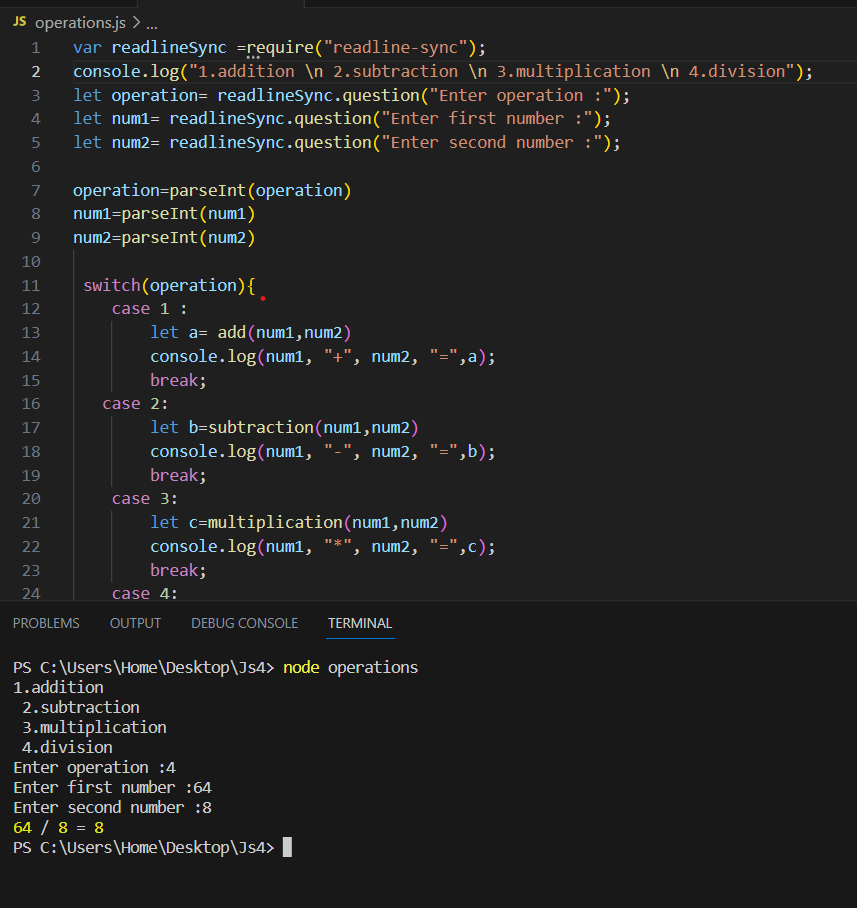 JS operations.js > ...
1 var readlineSync =require("readline-sync");
2 console.log("1.addition \n 2.subtraction \n 3.multiplication \n 4.division");
3 let operation= readlineSync.question("Enter operation :");
4 let num1= readlineSync.question("Enter first number :");
5 let num2= readlineSync.question("Enter second number :");
6
7 operation=parseInt(operation)
8 num1=parseInt(num1)
9 num2=parseInt(num2)
10
11 switch(operation){
12 case 1 :
13 let a= add(num1,num2)
14 console.log(num1, "+", num2, "=",a);
15 break;
16 case 2:
17 let b=subtraction(num1,num2)
18 console.log(num1, "-", num2, "=",b);
19 break;
20 case 3:
21 let c=multiplication(num1,num2)
22 console.log(num1, "*", num2, "=",c);
23 break;
24 case 4:
PROBLEMS OUTPUT DEBUG CONSOLE TERMINAL
PS C:\Users\Home\Desktop\Js4> node operations
1.addition
2.subtraction
3.multiplication
4.division
Enter operation :4
Enter first number :64
Enter second number :8
64 / 8 = 8
PS C:\Users\Home\Desktop\Js4>